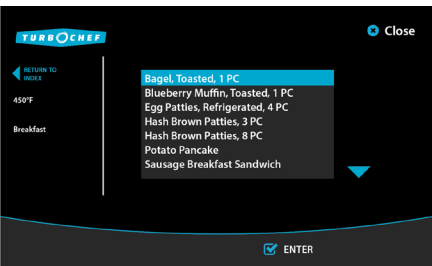 TURBOCHEF
Close
RETURN TO
INDEX
450°F
Breakfast
Bagel, Toasted, 1 PC
Blueberry Muffin, Toasted, 1 PC
Egg Patties, Refrigerated, 4 PC
Hash Brown Patties, 3 PC
Hash Brown Patties, 8 PC
Potato Pancake
Sausage Breakfast Sandwich
ENTER